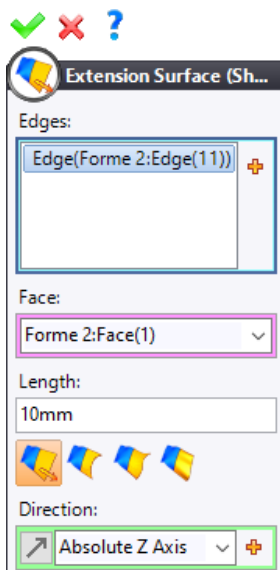 ?
Extension Surface (Sh...
Edges:
Edge(Forme 2:Edge(11))
Face:
Forme 2:Face(1)
Length:
10mm
Direction:
Absolute Z Axis